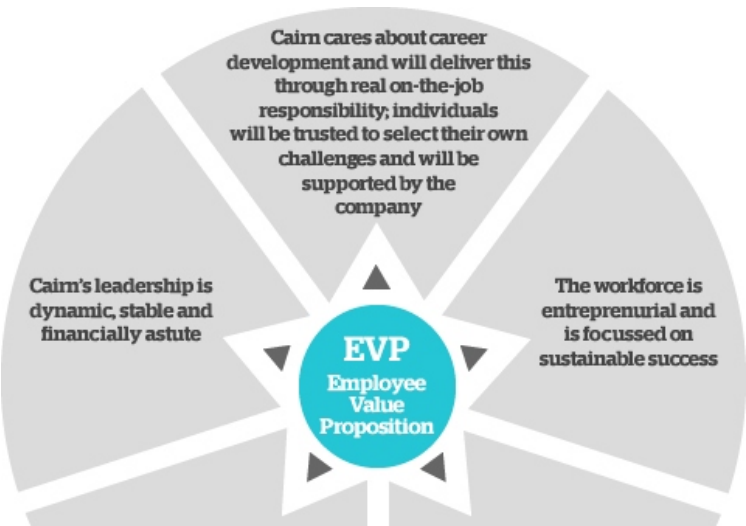 Cairn cares about career
development and will deliver this
through real on-the-job
responsibility; individuals
will be trusted to select their own
challenges and will be
supported by the
company
Cairn's leadership is
dynamic, stable and
financially astute
The workforce is
entreprenurial and
is focussed on
sustainable success
EVP
Employee
Value
Proposition